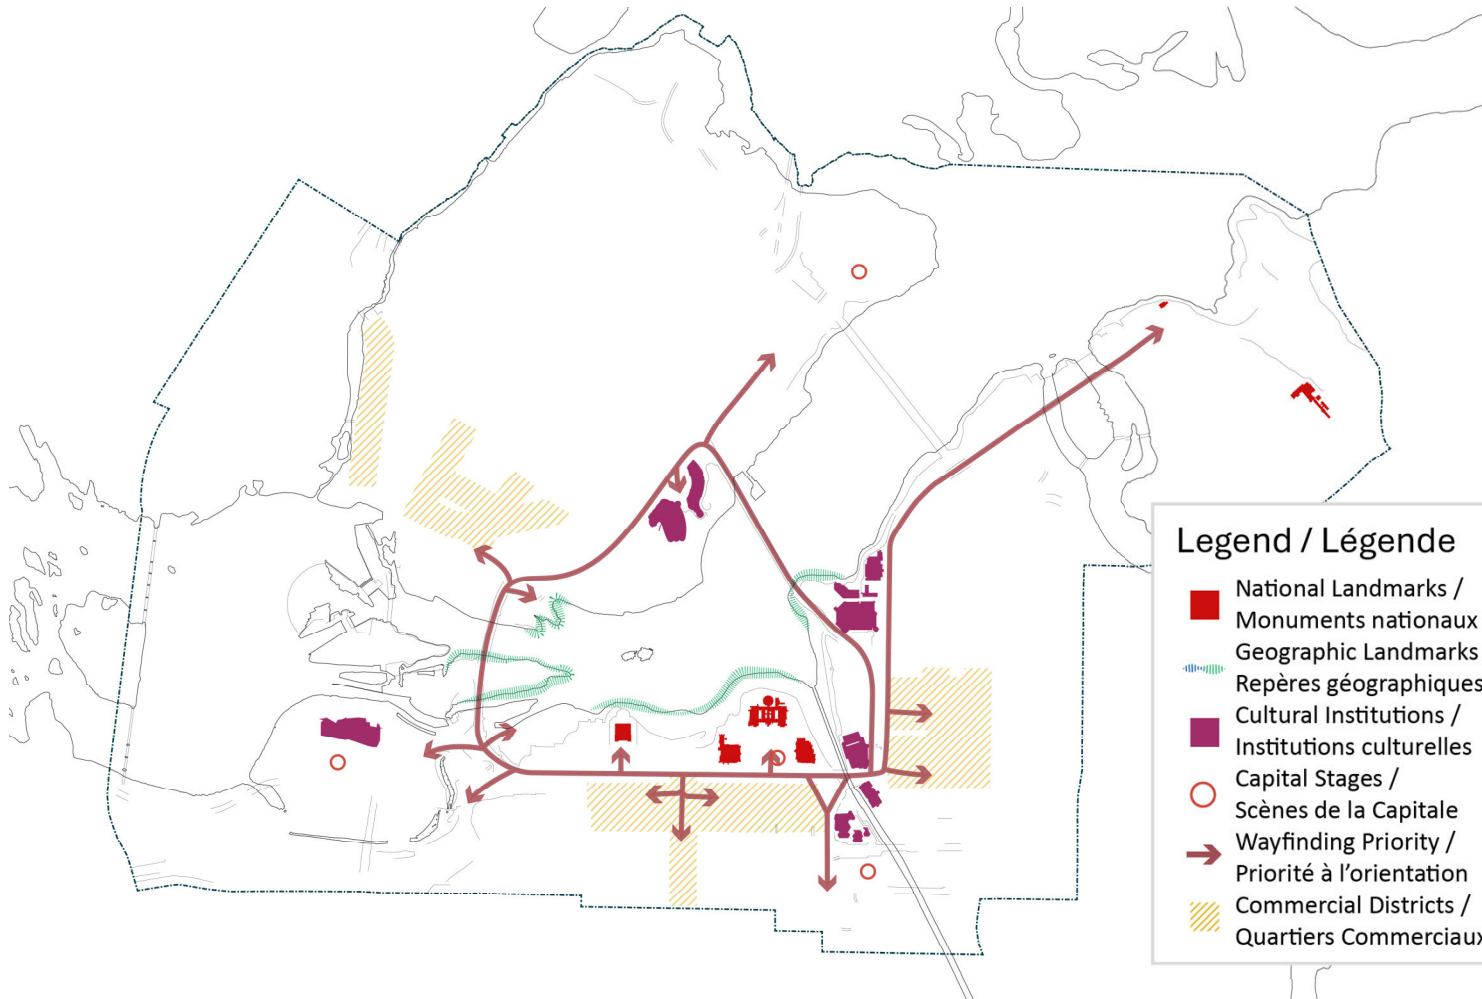 Legend / Légende
National Landmarks /
Monuments nationaux
Geographic Landmarks
Repères géographiques
Cultural Institutions /
Institutions culturelles
Capital Stages /
Scènes de la Capitale
Wayfinding Priority /
Priorité à l'orientation
Commercial Districts /
Quartiers Commerciaux